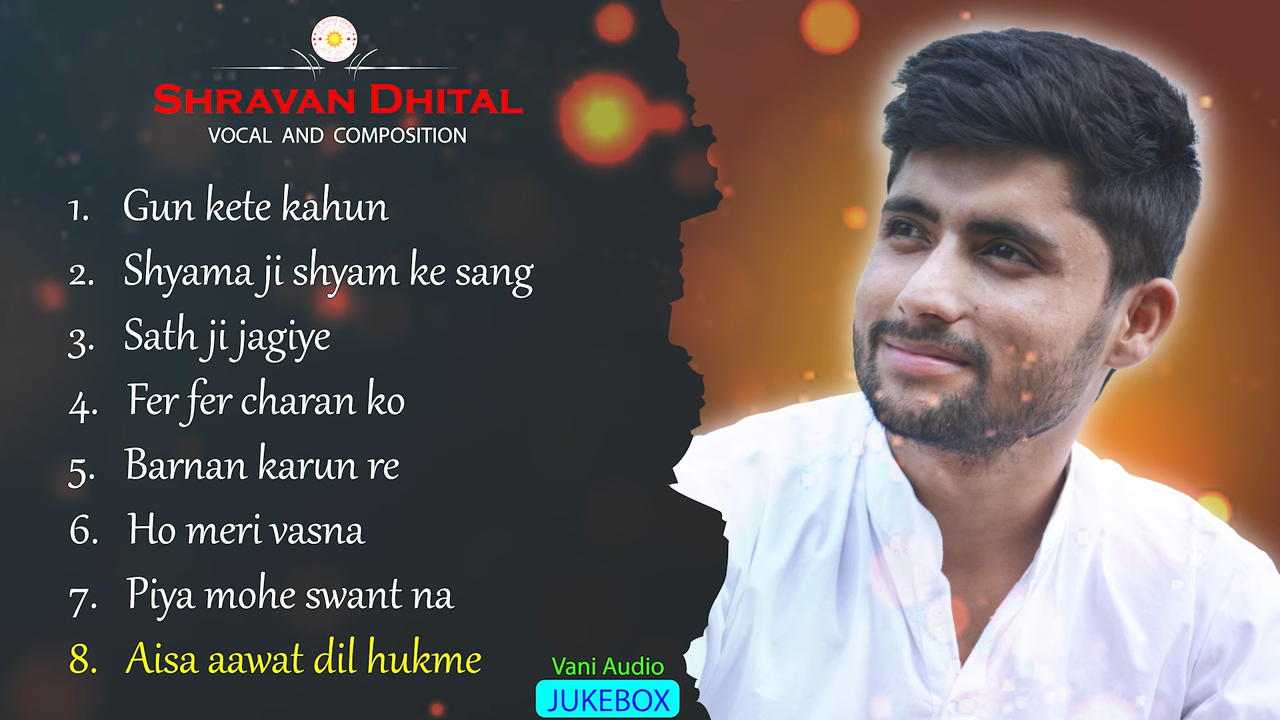 SHRAVAN DHITAL
VOCAL AND COMPOSITION
1. Gun kete kahun
2. Shyama ji shyam ke sang
3. Sath ji jagiye
4. Fer fer charan ko
5. Barnan karun re
6. Ho meri vasna
7. Piya mohe swant na
8. Aisa aawat dil hukme
Vani Audio
JUKEBOX